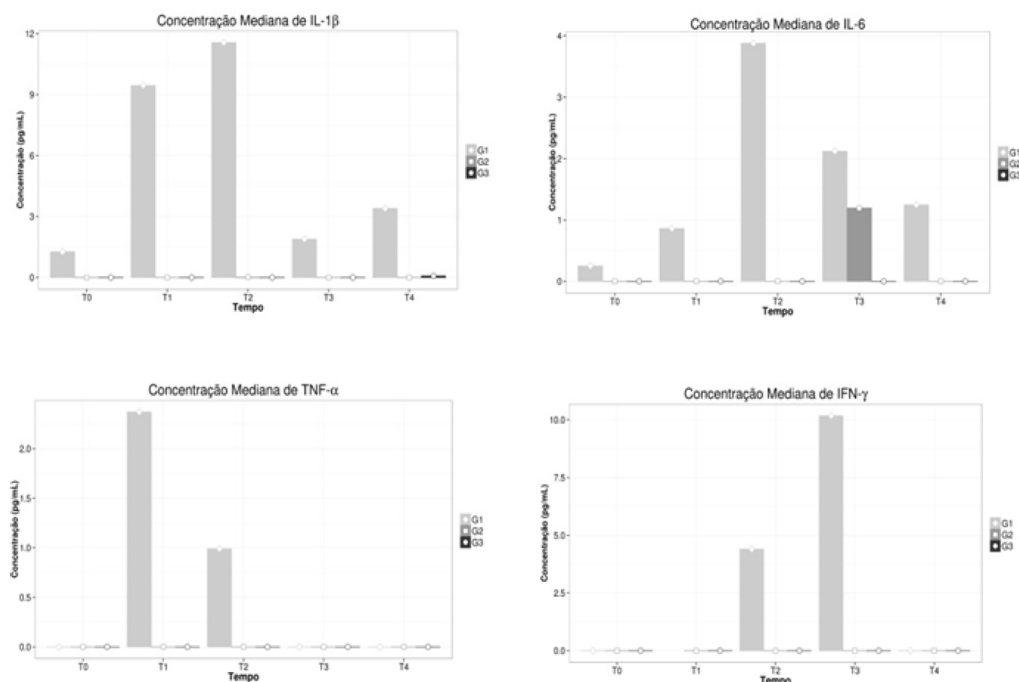 Concentração Mediana de IL-1β
Concentração (pg/mL)
12
9
6
3
0
T0 T1 T2 T3 T4
Tempo
G1
G2
G3
Concentração Mediana de IL-6
Concentração (pg/mL)
4
3
2
1
0
T0 T1 T2 T3 T4
Tempo
G1
G2
G3
Concentração Mediana de TNF-α
Concentração (pg/mL)
2.0
1.5
1.0
0.5
0.0
T0 T1 T2 T3 T4
Tempo
G1
G2
G3
Concentração Mediana de IFN-γ
Concentração (pg/mL)
10.0
7.5
5.0
2.5
0.0
T0 T1 T2 T3 T4
Tempo
G1
G2
G3